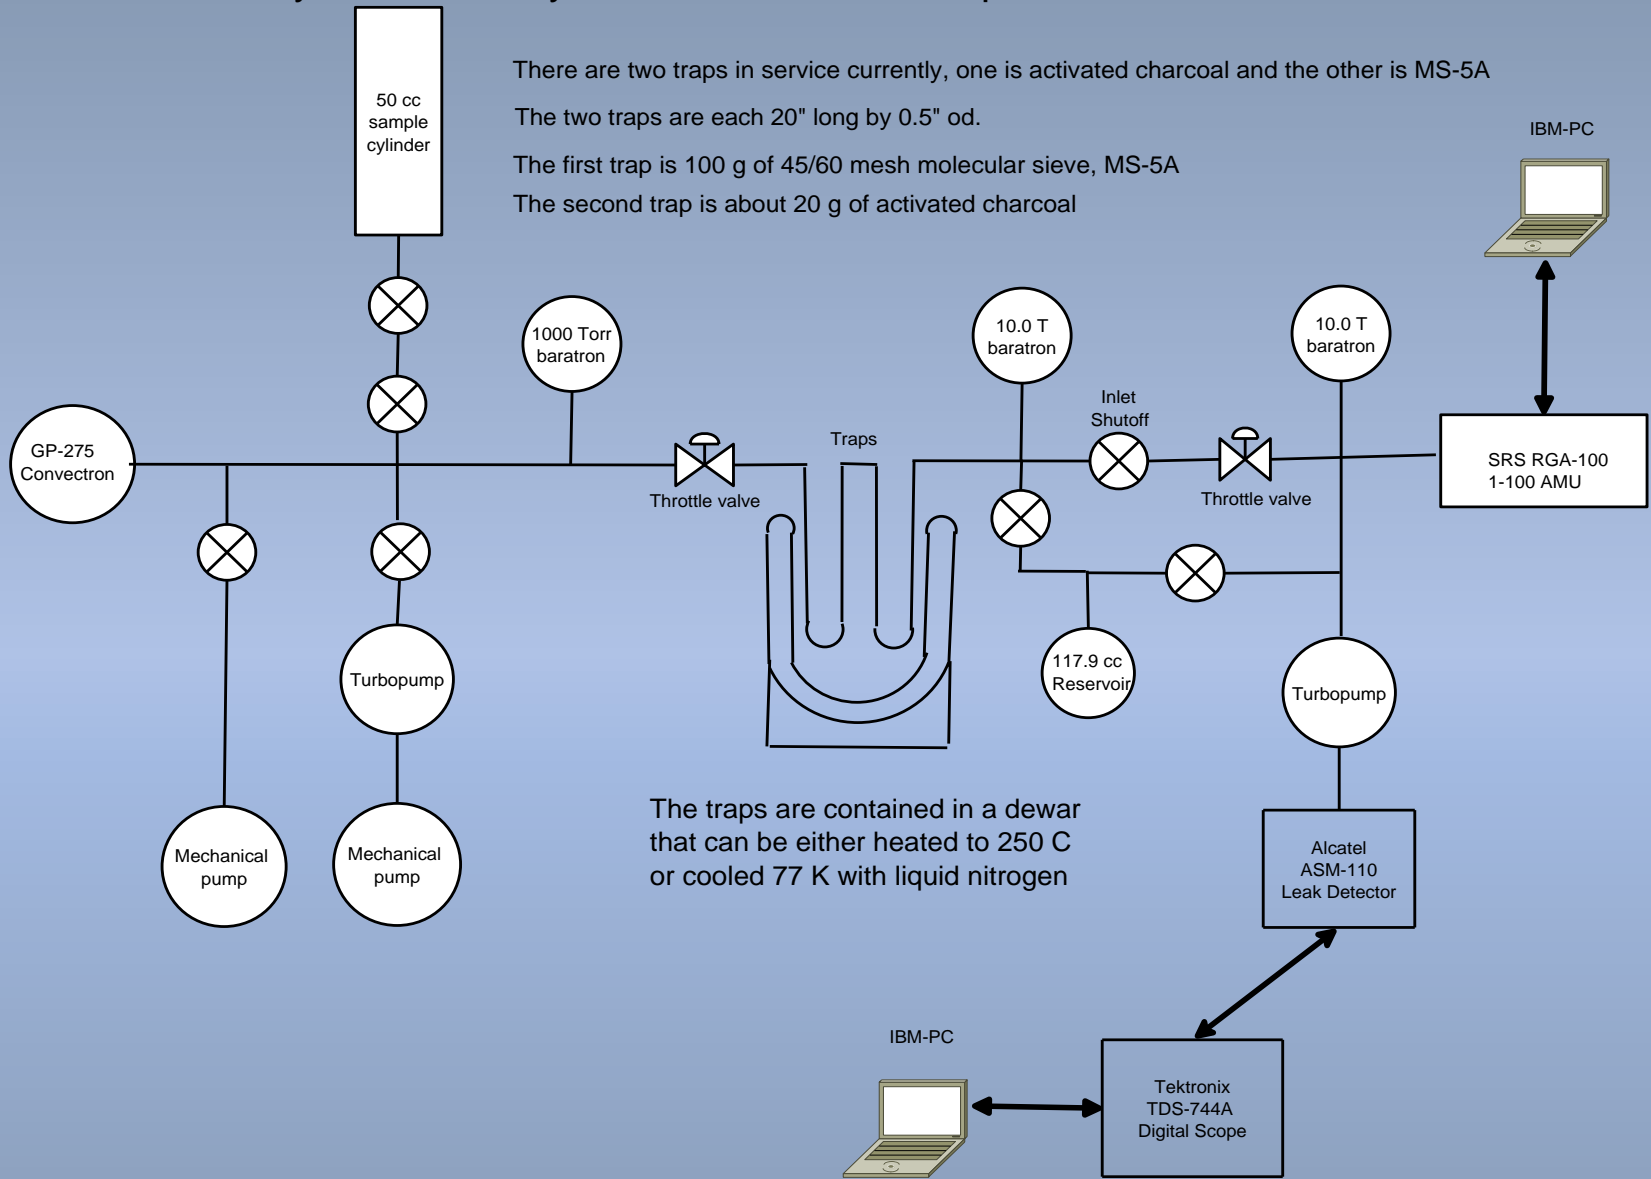 There are two traps in service currently, one is activated charcoal and the other is MS-5A
The two traps are each 20" long by 0.5" od.
The first trap is 100 g of 45/60 mesh molecular sieve, MS-5A
The second trap is about 20 g of activated charcoal
50 cc
sample
cylinder
IBM-PC
1000 Torr
baratron
10.0 T
baratron
10.0 T
baratron
Inlet
Shutoff
GP-275
Convectron
Traps
Throttle valve
Throttle valve
SRS RGA-100
1-100 AMU
Turbopump
117.9 cc
Reservoir
Turbopump
Mechanical
pump
Mechanical
pump
The traps are contained in a dewar
that can be either heated to 250 C
or cooled 77 K with liquid nitrogen
Alcatel
ASM-110
Leak Detector
IBM-PC
Tektronix
TDS-744A
Digital Scope